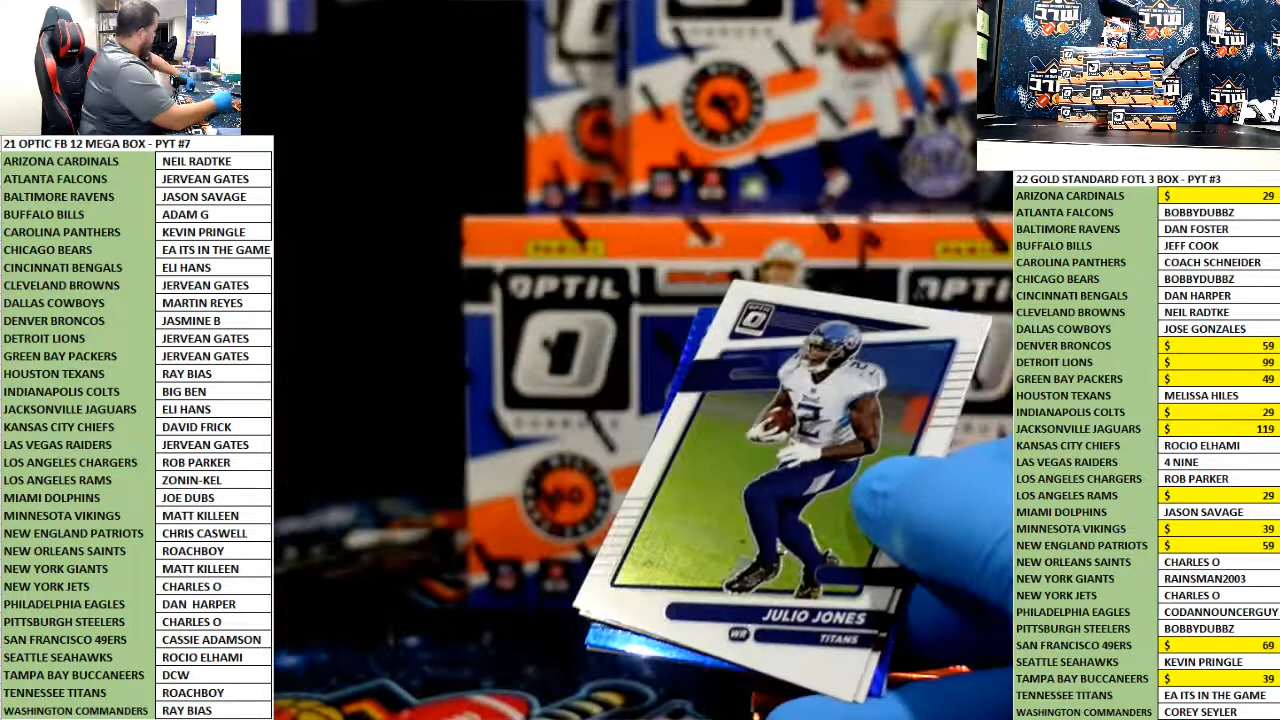 21 OPTIC FB 12 MEGA BOX - PYT #7
ARIZONA CARDINALS NEIL RADTKE
ATLANTA FALCONS JERVEAN GATES
BALTIMORE RAVENS JASON SAVAGE
BUFFALO BILLS ADAM G
CAROLINA PANTHERS KEVIN PRINGLE
CHICAGO BEARS EA ITS IN THE GAME
CINCINNATI BENGALS ELI HANS
CLEVELAND BROWNS JERVEAN GATES
DALLAS COWBOYS MARTIN REYES
DENVER BRONCOS JASMINE B
DETROIT LIONS JERVEAN GATES
GREEN BAY PACKERS JERVEAN GATES
HOUSTON TEXANS RAY BIAS
INDIANAPOLIS COLTS BIG BEN
JACKSONVILLE JAGUARS ELI HANS
KANSAS CITY CHIEFS DAVID FRICK
LAS VEGAS RAIDERS JERVEAN GATES
LOS ANGELES CHARGERS ROB PARKER
LOS ANGELES RAMS ZONIN-KEL
MIAMI DOLPHINS JOE DUBS
MINNESOTA VIKINGS MATT KILLEEN
NEW ENGLAND PATRIOTS CHRIS CASWELL
NEW ORLEANS SAINTS ROACHBOY
NEW YORK GIANTS MATT KILLEEN
NEW YORK JETS CHARLES O
PHILADELPHIA EAGLES DAN HARPER
PITTSBURGH STEELERS CHARLES O
SAN FRANCISCO 49ERS CASSIE ADAMSON
SEATTLE SEAHAWKS ROCIO ELHAMI
TAMPA BAY BUCCANEERS DCW
TENNESSEE TITANS ROACHBOY
WASHINGTON COMMANDERS RAY BIAS
PANINI
OPTIC
JULIO JONES
WR TITANS
22 GOLD STANDARD FOTL 3 BOX - PYT #3
ARIZONA CARDINALS $ 29
ATLANTA FALCONS BOBBYDUBBZ
BALTIMORE RAVENS DAN FOSTER
BUFFALO BILLS JEFF COOK
CAROLINA PANTHERS COACH SCHNEIDER
CHICAGO BEARS BOBBYDUBBZ
CINCINNATI BENGALS DAN HARPER
CLEVELAND BROWNS NEIL RADTKE
DALLAS COWBOYS JOSE GONZALES
DENVER BRONCOS $ 59
DETROIT LIONS $ 99
GREEN BAY PACKERS $ 49
HOUSTON TEXANS MELISSA HILES
INDIANAPOLIS COLTS $ 29
JACKSONVILLE JAGUARS $ 119
KANSAS CITY CHIEFS ROCIO ELHAMI
LAS VEGAS RAIDERS 4 NINE
LOS ANGELES CHARGERS ROB PARKER
LOS ANGELES RAMS $ 29
MIAMI DOLPHINS JASON SAVAGE
MINNESOTA VIKINGS $ 39
NEW ENGLAND PATRIOTS $ 59
NEW ORLEANS SAINTS CHARLES O
NEW YORK GIANTS RAINSMAN2003
NEW YORK JETS CHARLES O
PHILADELPHIA EAGLES CODANNOUNCERGUY
PITTSBURGH STEELERS BOBBYDUBBZ
SAN FRANCISCO 49ERS $ 69
SEATTLE SEAHAWKS KEVIN PRINGLE
TAMPA BAY BUCCANEERS $ 39
TENNESSEE TITANS EA ITS IN THE GAME
WASHINGTON COMMANDERS COREY SEYLER